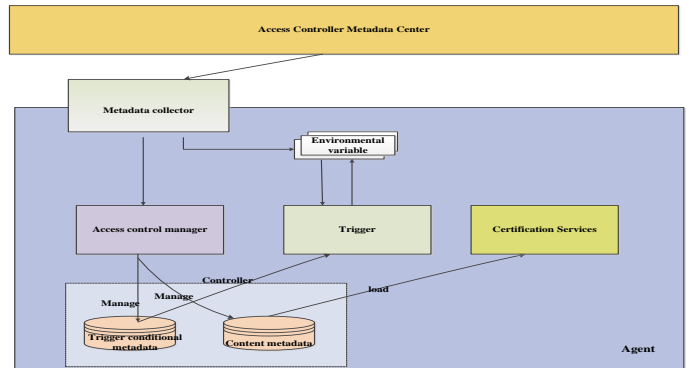 Access Controller Metadata Center
Metadata collector
Environmental
variable
Access control manager
Trigger
Certification Services
Controller
load
Manage
Manage
Trigger conditional
metadata
Content metadata
Agent